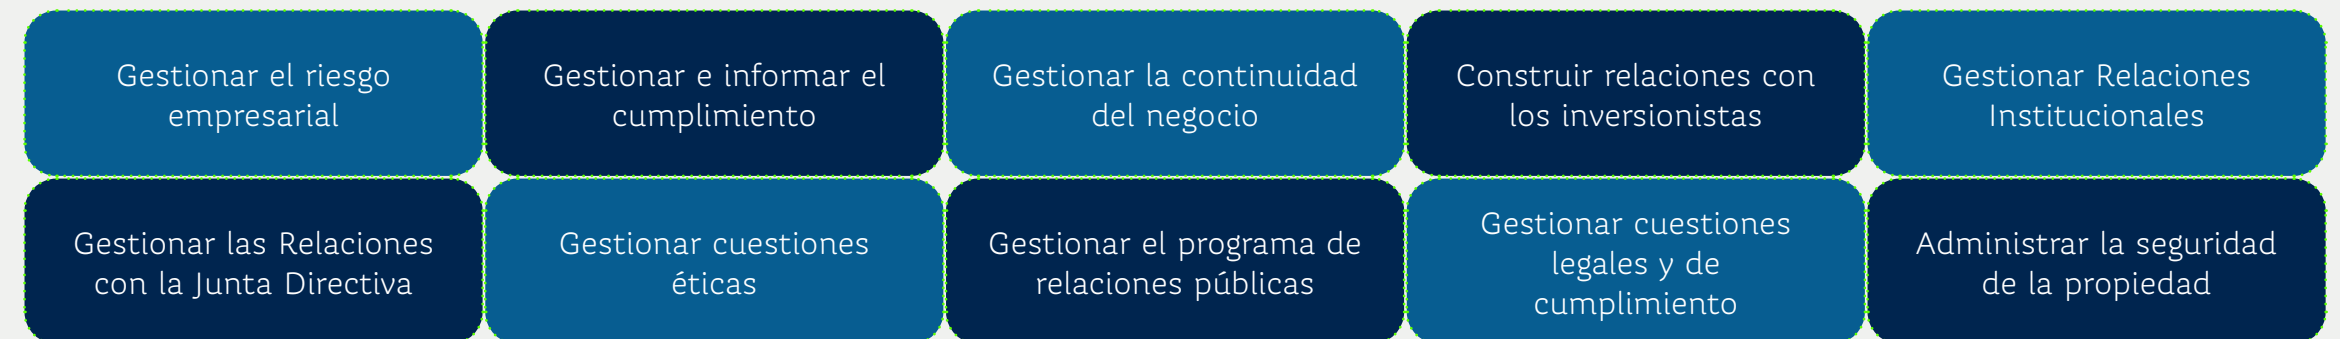 Gestionar el riesgo
empresarial
Gestionar e informar el
cumplimiento
Gestionar la continuidad
del negocio
Construir relaciones con
los inversionistas
Gestionar Relaciones
Institucionales
Gestionar las Relaciones
con la Junta Directiva
Gestionar cuestiones
éticas
Gestionar el programa de
relaciones públicas
Gestionar cuestiones
legales y de
cumplimiento
Administrar la seguridad
de la propiedad